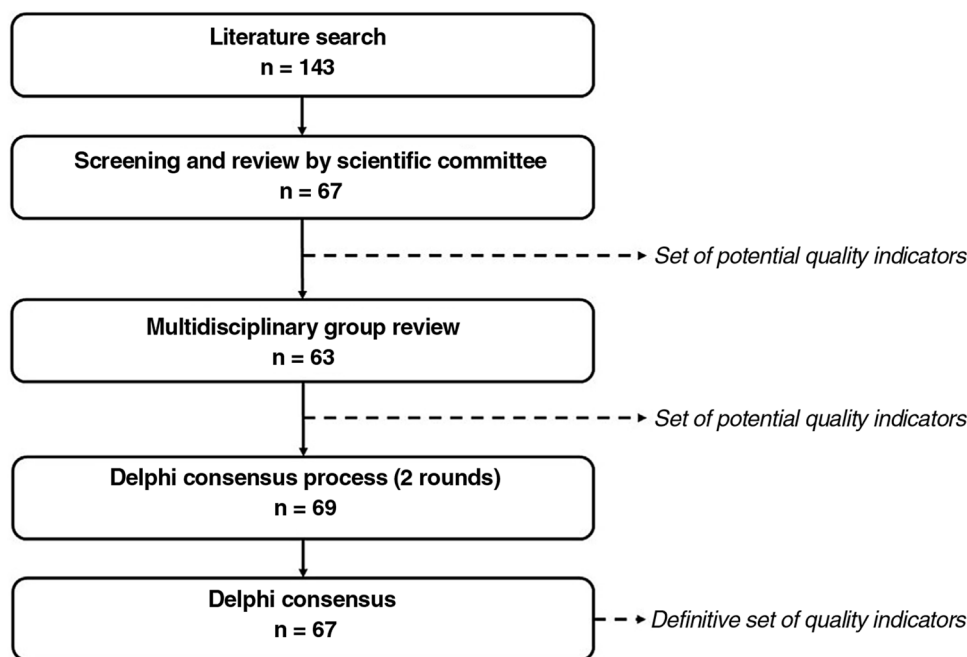 Literature search
n = 143
Screening and review by scientific committee
n = 67
Set of potential quality indicators
Multidisciplinary group review
n = 63
Set of potential quality indicators
Delphi consensus process (2 rounds)
n = 69
Delphi consensus
n = 67
Definitive set of quality indicators